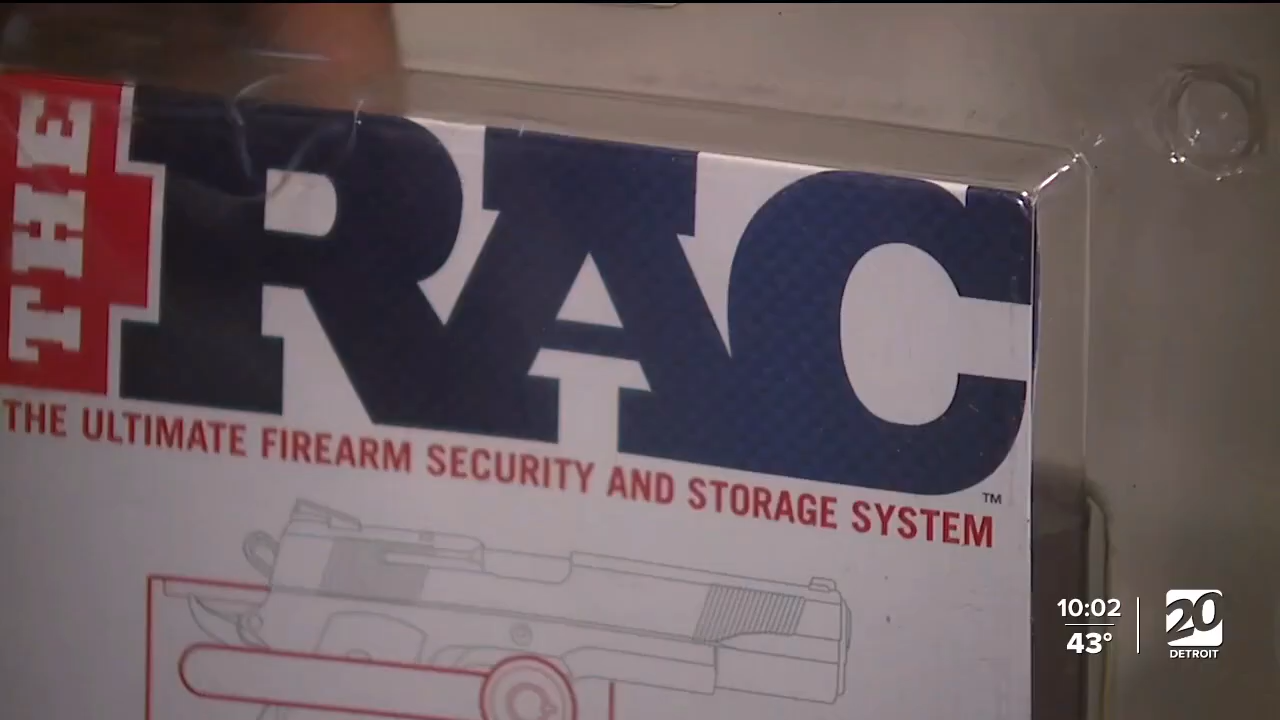 THE RAC
THE ULTIMATE FIREARM SECURITY AND STORAGE SYSTEM
TM
10:02
43°
20
DETROIT